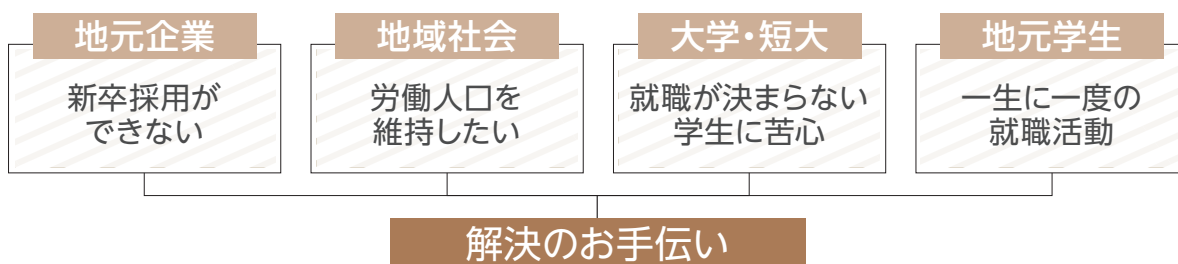 地元企業
新卒採用が
できない
地域社会
労働人口を
維持したい
大学・短大
就職が決まらない
学生に苦心
地元学生
一生に一度の
就職活動
解決のお手伝い